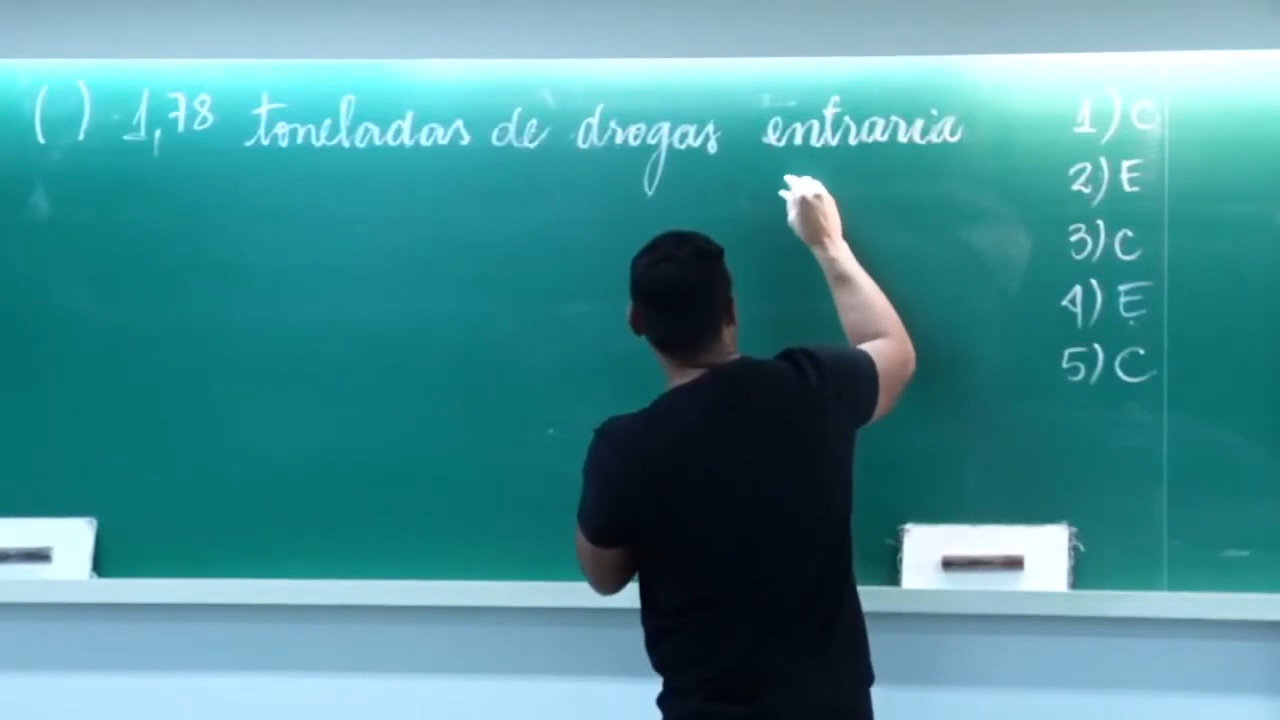 ( ) 1,78 toneladas de drogas entraria
1) C
2) E
3) C
4) E
5) C